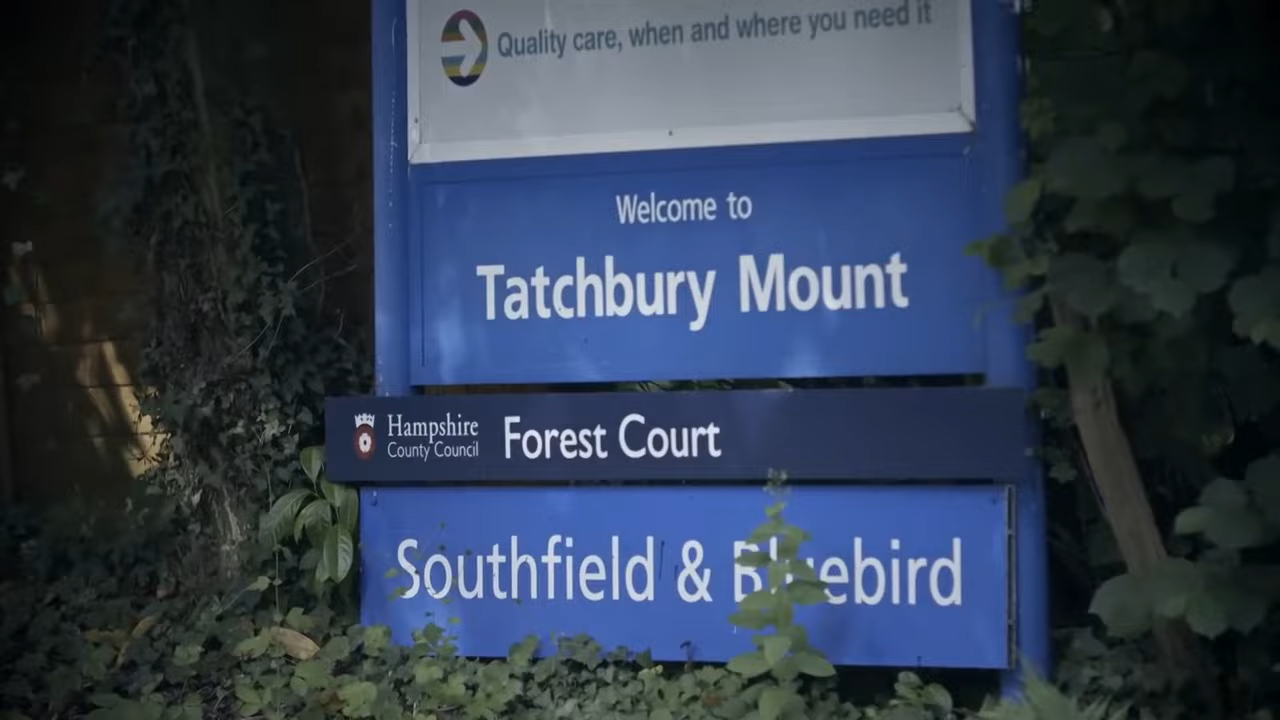 Quality care, when and where you need it
Welcome to
Tatchbury Mount
Hampshire
County Council
Forest Court
Southfield & Bluebird